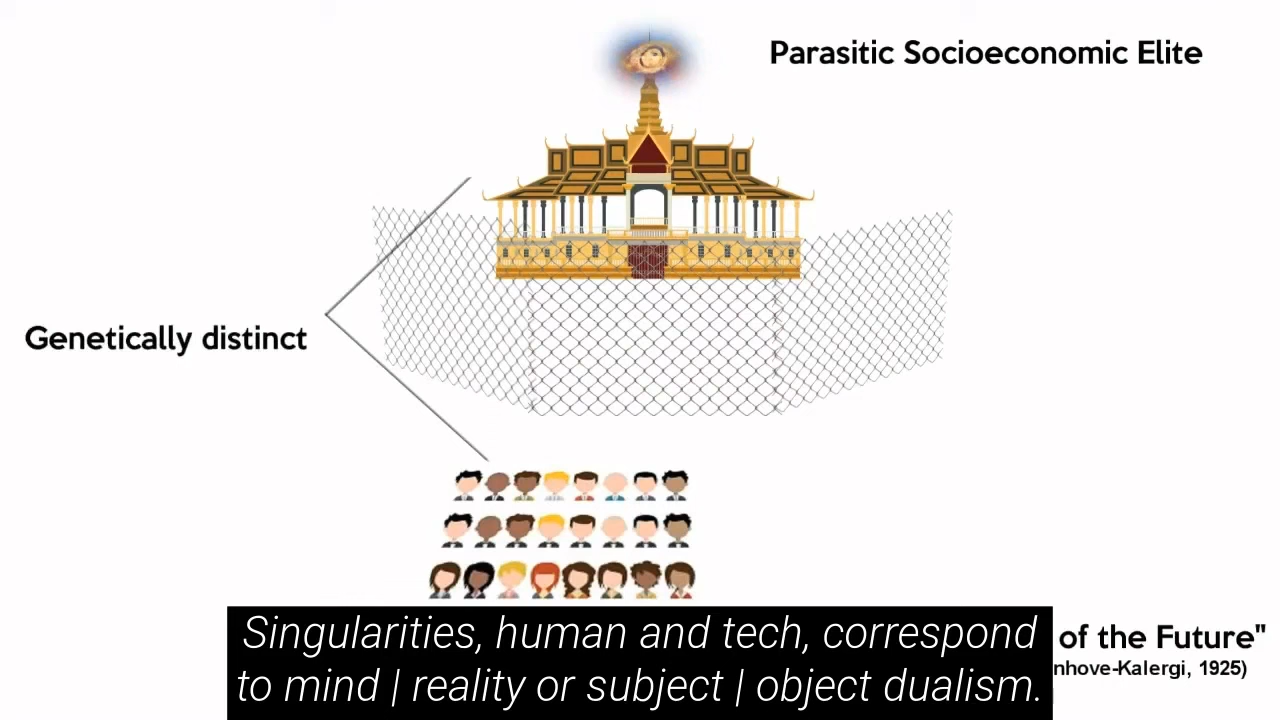 Parasitic Socioeconomic Elite
Genetically distinct
of the Future"
nhove-Kalergi, 1925)
Singularities, human and tech, correspond
to mind | reality or subject | object dualism.